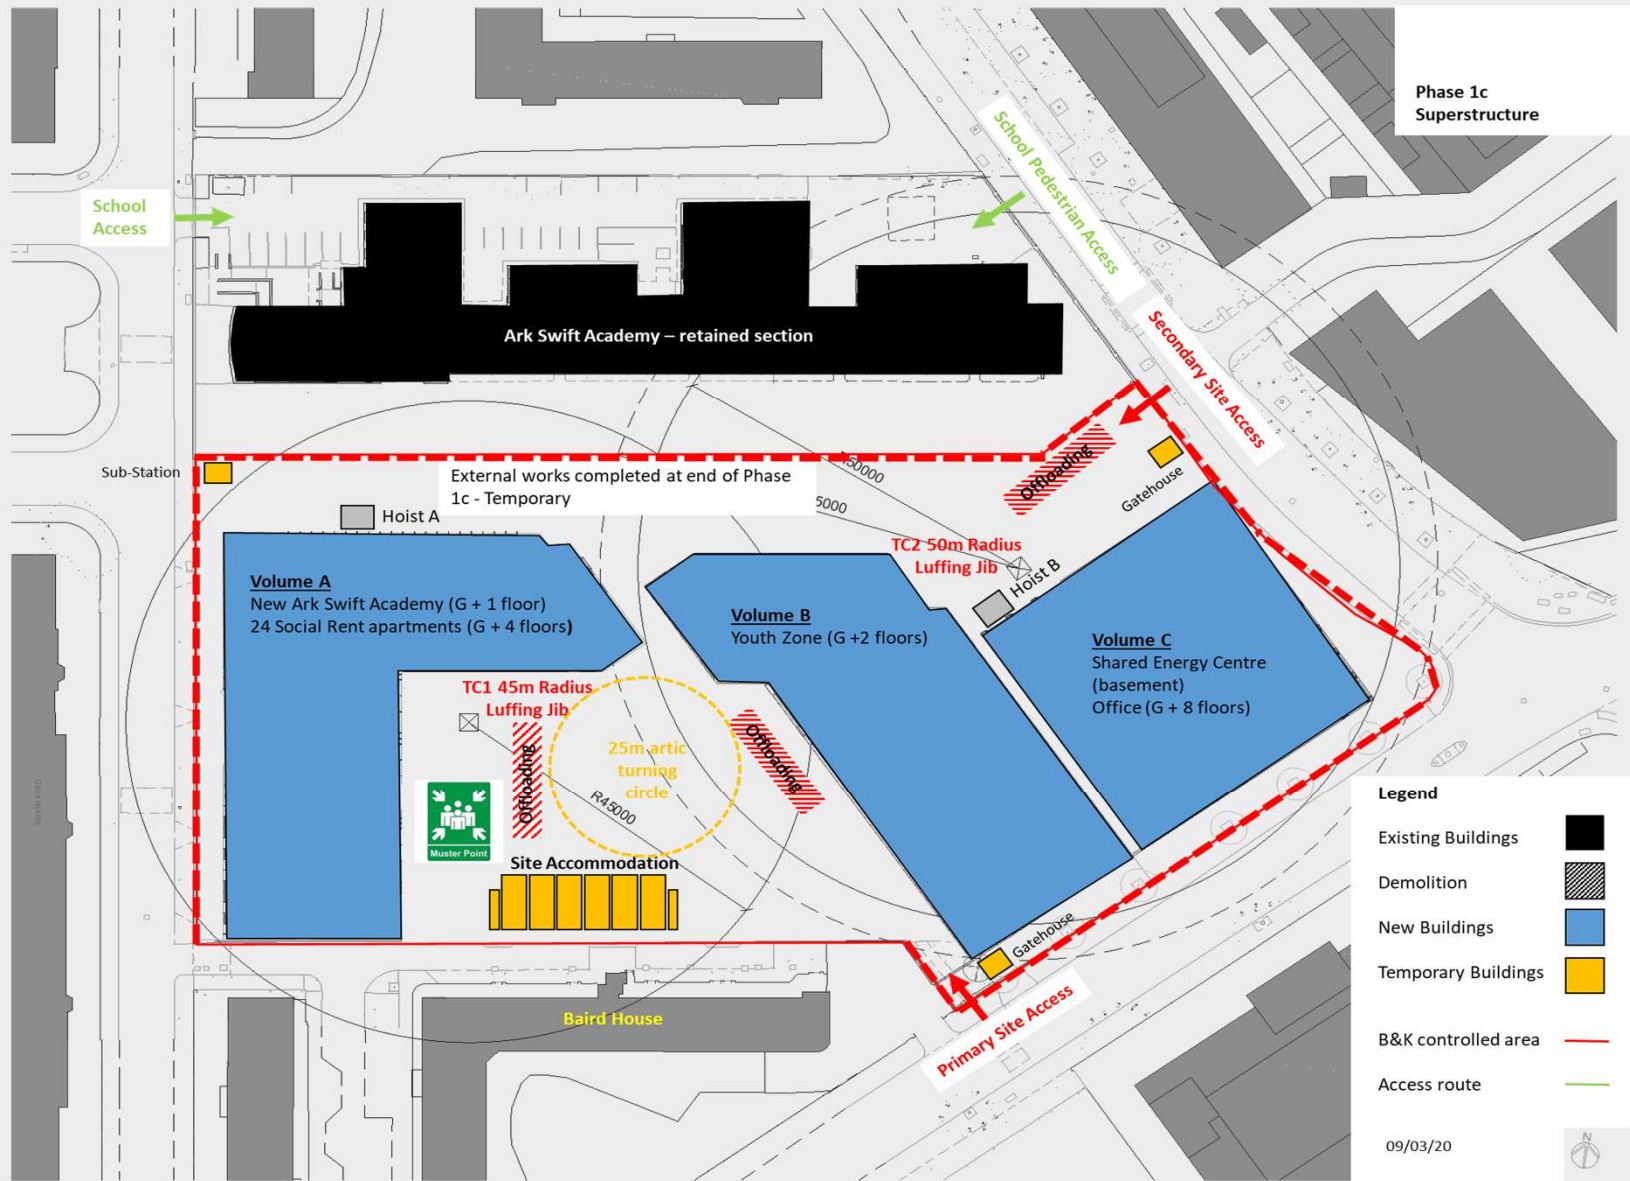 Phase 1c
Superstructure
School Pedestrian Access
School
Access
Ark Swift Academy – retained section
Secondary Site Access
Sub-Station
External works completed at end of Phase
1c - Temporary
Offloading
Gatehouse
Hoist A
TC2 50m Radius
Luffing Jib
Hoist B
Volume A
New Ark Swift Academy (G + 1 floor)
24 Social Rent apartments (G + 4 floors)
Volume B
Youth Zone (G +2 floors)
Volume C
Shared Energy Centre
(basement)
Office (G + 8 floors)
TC1 45m Radius
Luffing Jib
Offloading
25m artic
turning
circle
Offloading
R45000
Muster Point
Site Accommodation
Gatehouse
Primary Site Access
Baird House
Legend
Existing Buildings
Demolition
New Buildings
Temporary Buildings
B&K controlled area
Access route
09/03/20
N